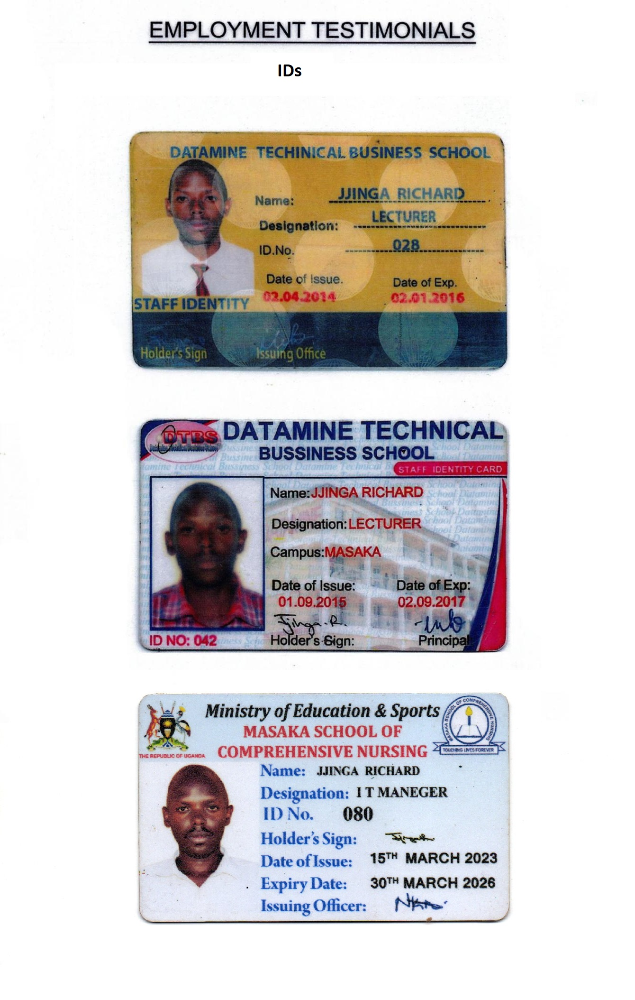 EMPLOYMENT TESTIMONIALS
IDs
DATAMINE TECHINICAL BUSINESS SCHOOL
Name: JJINGA RICHARD
Designation: LECTURER
ID.No. 028
Date of Issue. Date of Exp.
02.04.2014 02.01.2016
STAFF IDENTITY
Holder's Sign Issuing Office
DTBS
DATAMINE TECHNICAL
BUSSINESS SCHOOL
STAFF IDENTITY CARD
Name: JJINGA RICHARD
Designation: LECTURER
Campus: MASAKA
Date of Issue: Date of Exp:
01.09.2015 02.09.2017
Jjinga.R.
ID NO: 042 Holder's Sign: Principal
Ministry of Education & Sports
MASAKA SCHOOL OF
COMPREHENSIVE NURSING
THE REPUBLIC OF UGANDA
MASAKA SCHOOL OF COMPREHENSIVE NURSING
TOUCHING LIVES FOREVER
Name: JJINGA RICHARD
Designation: I T MANEGER
ID No. 080
Holder's Sign:
Date of Issue: 15TH MARCH 2023
Expiry Date: 30TH MARCH 2026
Issuing Officer: